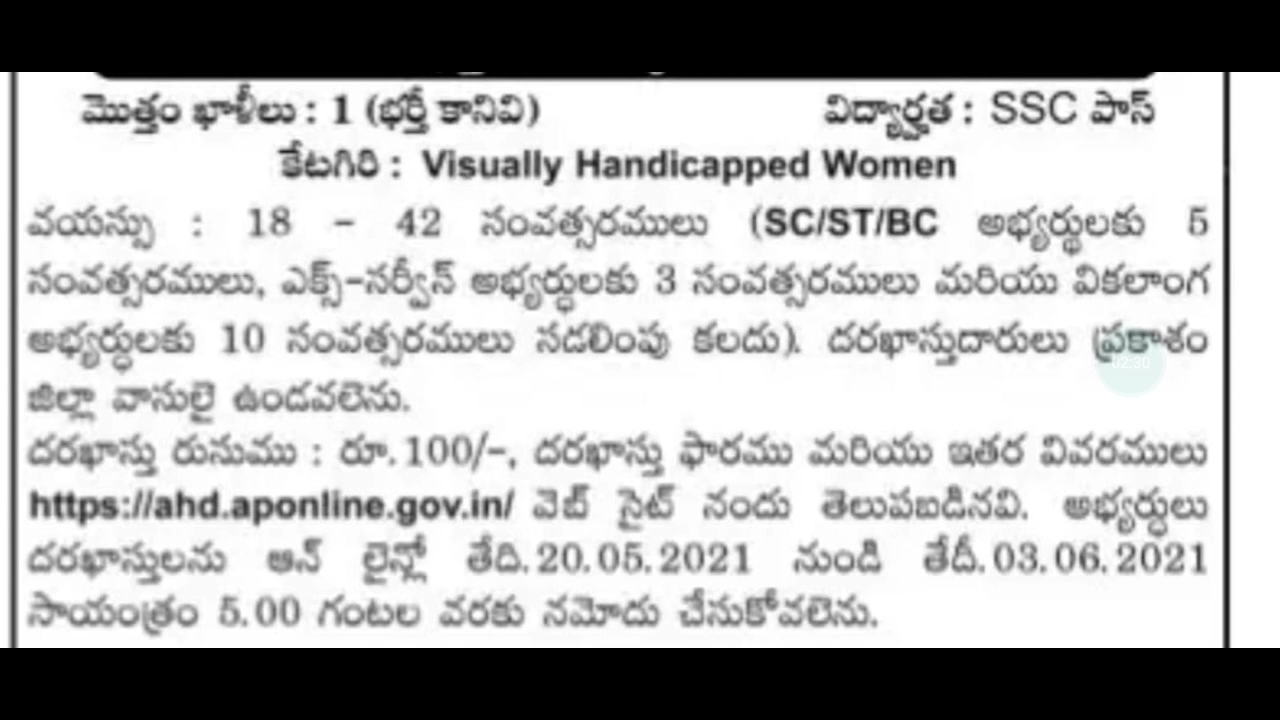 మొత్తం ఖాళీలు : 1 (భర్తీ కానివి) విద్యార్హత : SSC పాస్
కేటగిరి : Visually Handicapped Women
వయస్సు : 18 - 42 సంవత్సరములు (SC/ST/BC అభ్యర్థులకు 5
సంవత్సరములు, ఎక్స్-సర్వీస్ అభ్యర్ధులకు 3 సంవత్సరములు మరియు వికలాంగ
అభ్యర్ధులకు 10 సంవత్సరములు సడలింపు కలదు). దరఖాస్తుదారులు ప్రకాశం
జిల్లా వాసులై ఉండవలెను.
దరఖాస్తు రుసుము : రూ.100/-, దరఖాస్తు ఫారము మరియు ఇతర వివరములు
https://ahd.aponline.gov.in/ వెబ్ సైట్ నందు తెలుపబడినవి. అభ్యర్ధులు
దరఖాస్తులను ఆన్ లైన్లో తేది.20.05.2021 నుండి తేదీ.03.06.2021
సాయంత్రం 5.00 గంటల వరకు నమోదు చేసుకోవలెను.
02:30